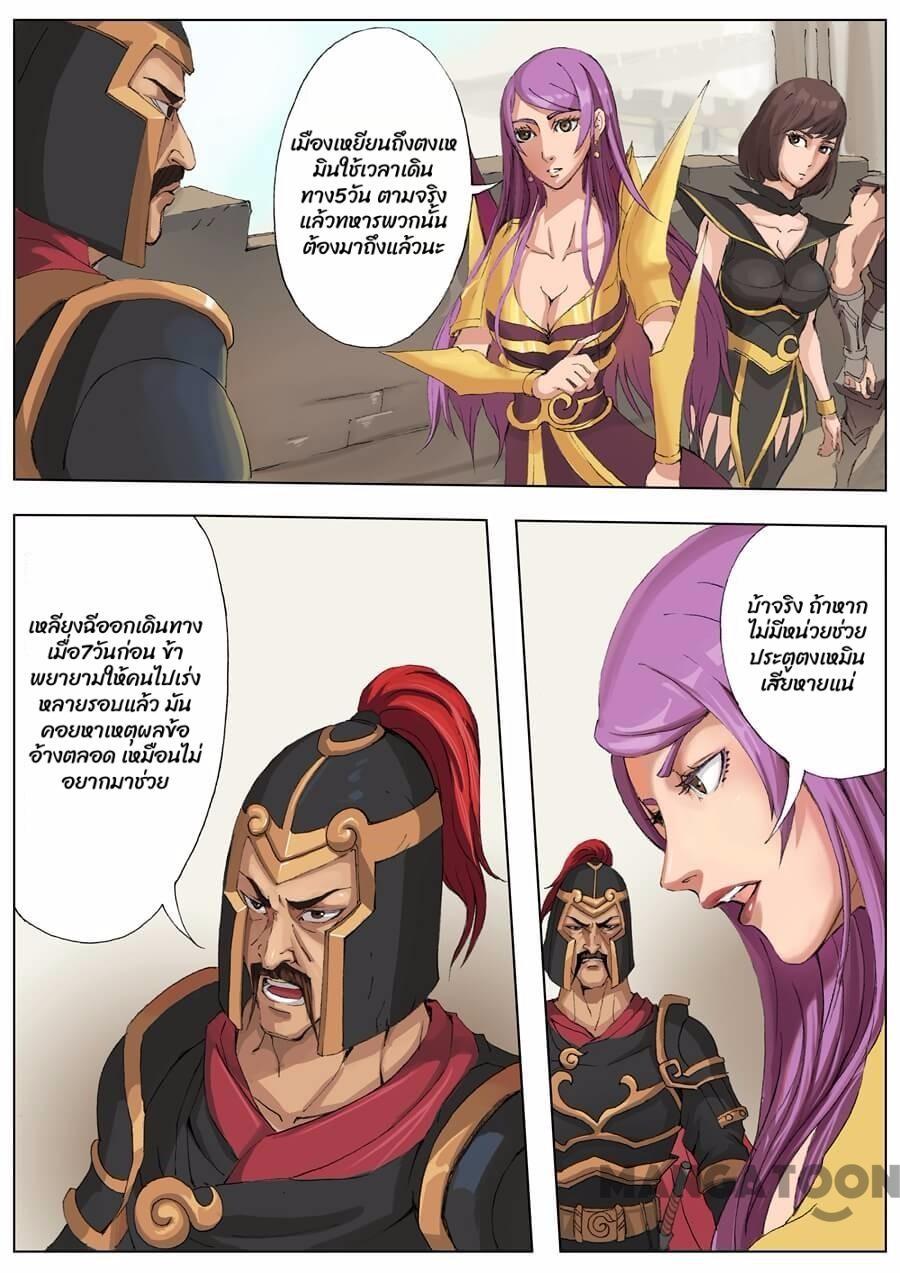 เมืองเหยียนถึงตงเห
มินใช้เวลาเดิน
ทาง5วัน ตามจริง
แล้วทหารพวกนั้น
ต้องมาถึงแล้วนะ
เหลียงฉีออกเดินทาง
เมื่อ7วันก่อน ข้า
พยายามให้คนไปเร่ง
หลายรอบแล้ว มัน
คอยหาเหตุผลข้อ
อ้างตลอด เหมือนไม่
อยากมาช่วย
บ้าจริง ถ้าหาก
ไม่มีหน่วยช่วย
ประตูตงเหมิน
เสียหายแน่
MANGATOON